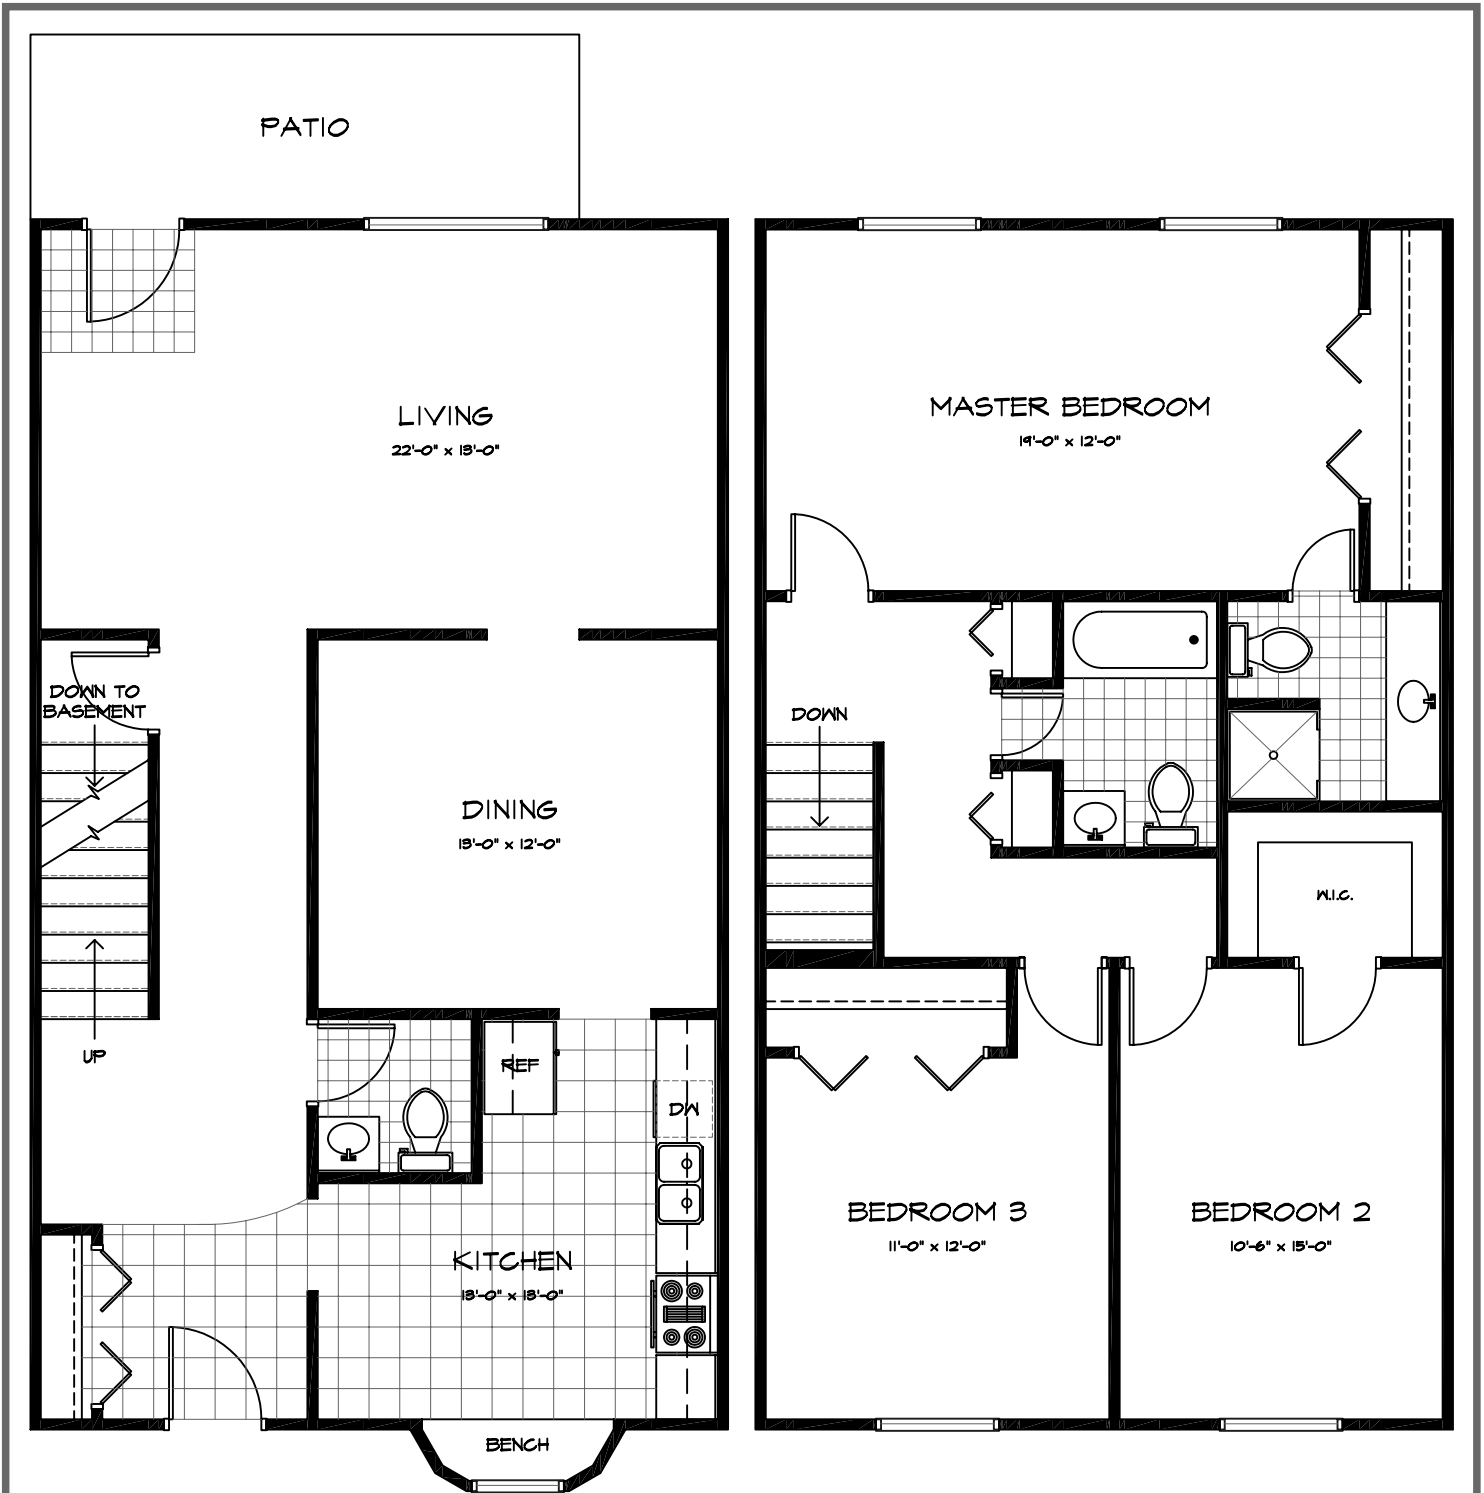 PATIO
LIVING
22'-0" x 13'-0"
DOWN TO
BASEMENT
DINING
13'-0" x 12'-0"
UP
REF
DW
KITCHEN
13'-0" x 13'-0"
BENCH
MASTER BEDROOM
19'-0" x 12'-0"
DOWN
W.I.C.
BEDROOM 3
11'-0" x 12'-0"
BEDROOM 2
10'-6" x 15'-0"